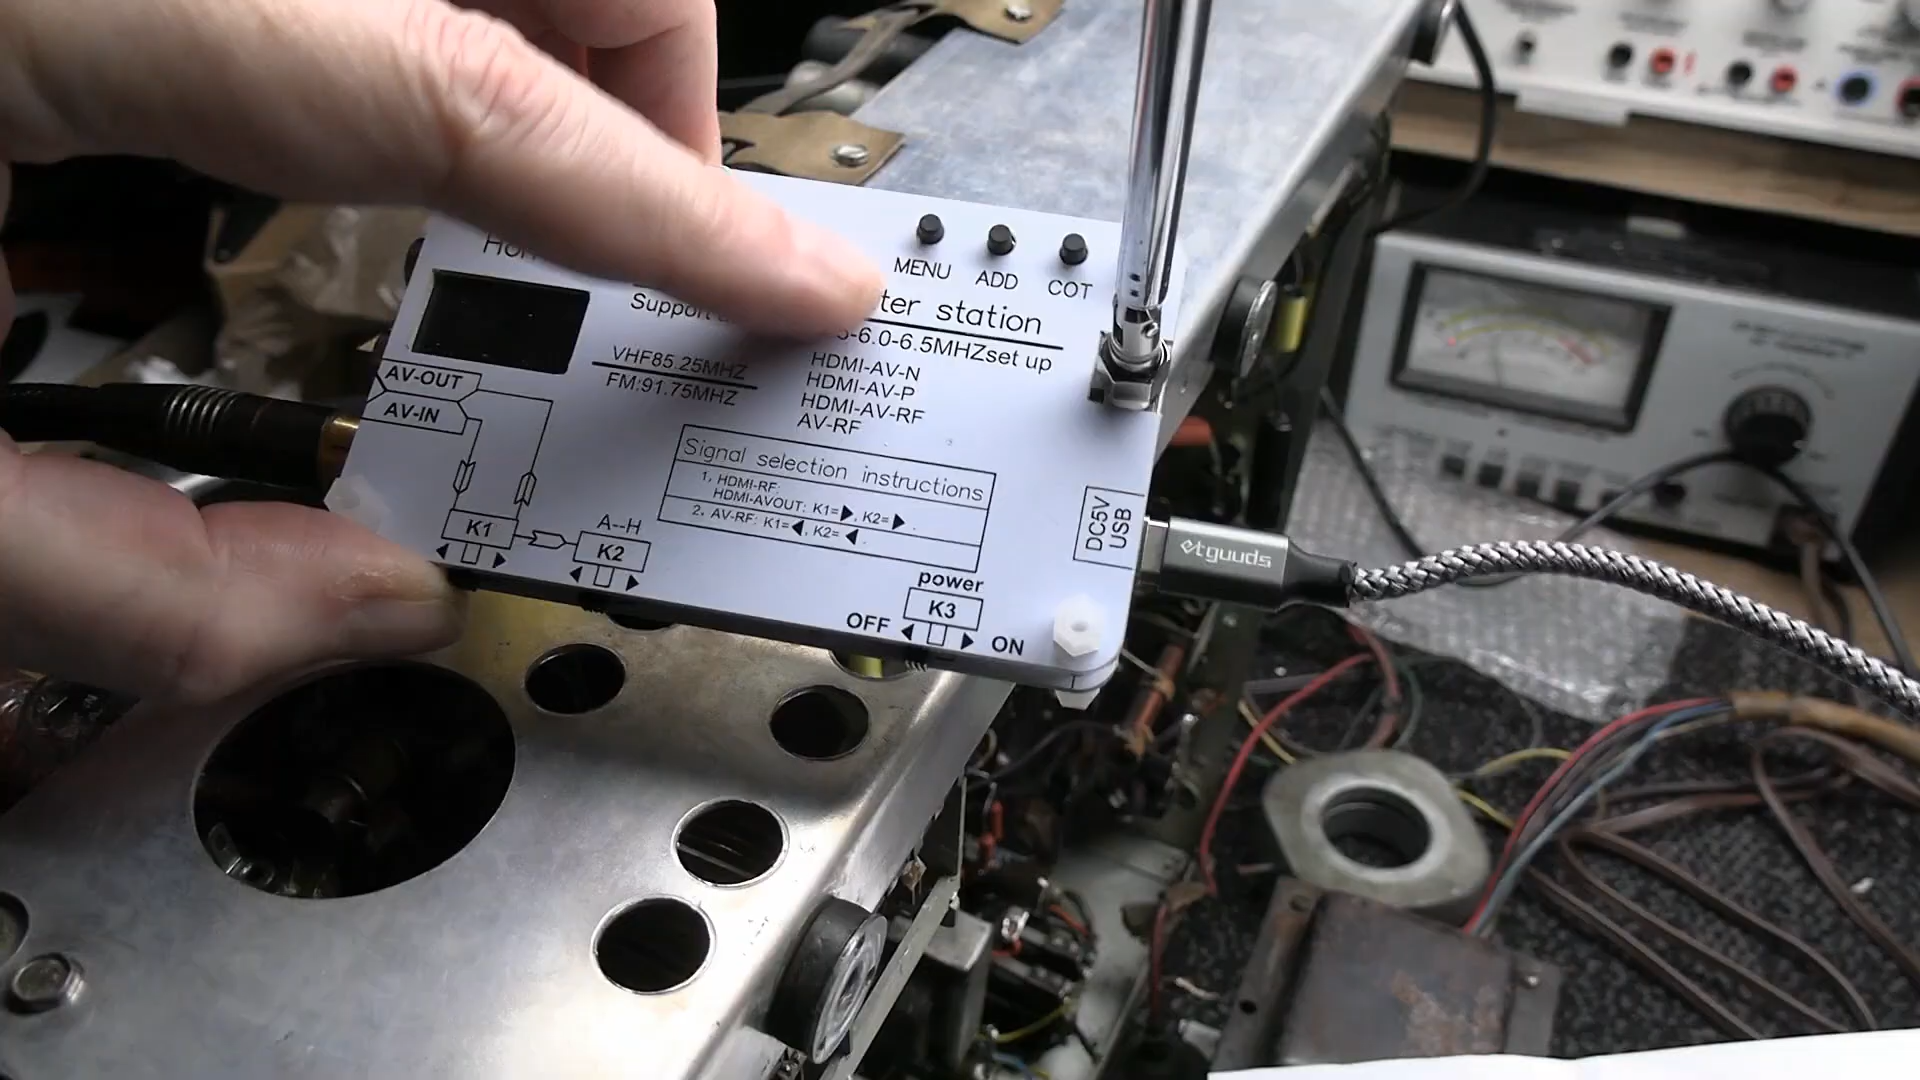 MENU
ADD
COT
ter station
Support
-6.0-6.5MHZset up
VHF85.25MHZ
FM:91.75MHZ
HDMI-AV-N
HDMI-AV-P
HDMI-AV-RF
AV-RF
AV-OUT
AV-IN
Signal selection instructions
1, HDMI-RF:
HDMI-AVOUT: K1=▶, K2=▶.
2. AV-RF: K1=◀, K2=◀.
K1
A--H
K2
◀ ▶
◀ ▶
DC5V
USB
etguuds
power
K3
OFF ◀ ▶ ON